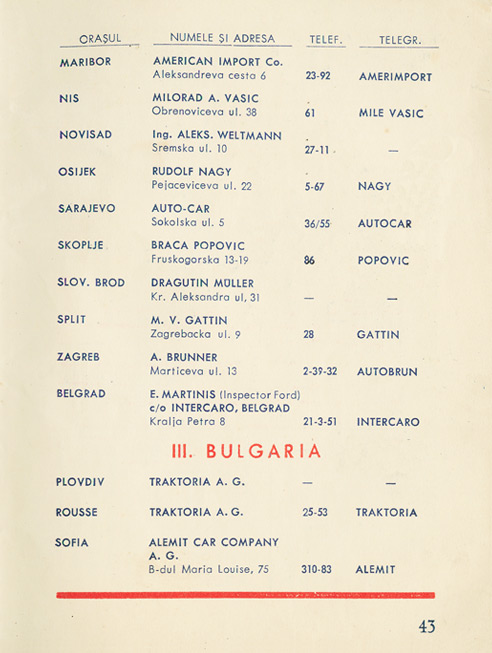 ORAȘUL NUMELE ȘI ADRESA TELEF. TELEGR.
MARIBOR AMERICAN IMPORT Co.
Aleksandreva cesta 6 23-92 AMERIMPORT
NIS MILORAD A. VASIC
Obrenoviceva ul. 38 61 MILE VASIC
NOVISAD Ing. ALEKS. WELTMANN
Sremska ul. 10 27-11 —
OSIJEK RUDOLF NAGY
Pejaceviceva ul. 22 5-67 NAGY
SARAJEVO AUTO-CAR
Sokolska ul. 5 36/55 AUTOCAR
SKOPLJE BRACA POPOVIC
Fruskogorska 13-19 86 POPOVIC
SLOV. BROD DRAGUTIN MÜLLER
Kr. Aleksandra ul, 31 — —
SPLIT M. V. GATTIN
Zagrebacka ul. 9 28 GATTIN
ZAGREB A. BRUNNER
Marticeva ul. 13 2-39-32 AUTOBRUN
BELGRAD E. MARTINIS (Inspector Ford)
c/o INTERCARO, BELGRAD
Kralja Petra 8 21-3-51 INTERCARO
III. BULGARIA
PLOVDIV TRAKTORIA A. G. — —
ROUSSE TRAKTORIA A. G. 25-53 TRAKTORIA
SOFIA ALEMIT CAR COMPANY
A. G.
B-dul Maria Louise, 75 310-83 ALEMIT
43